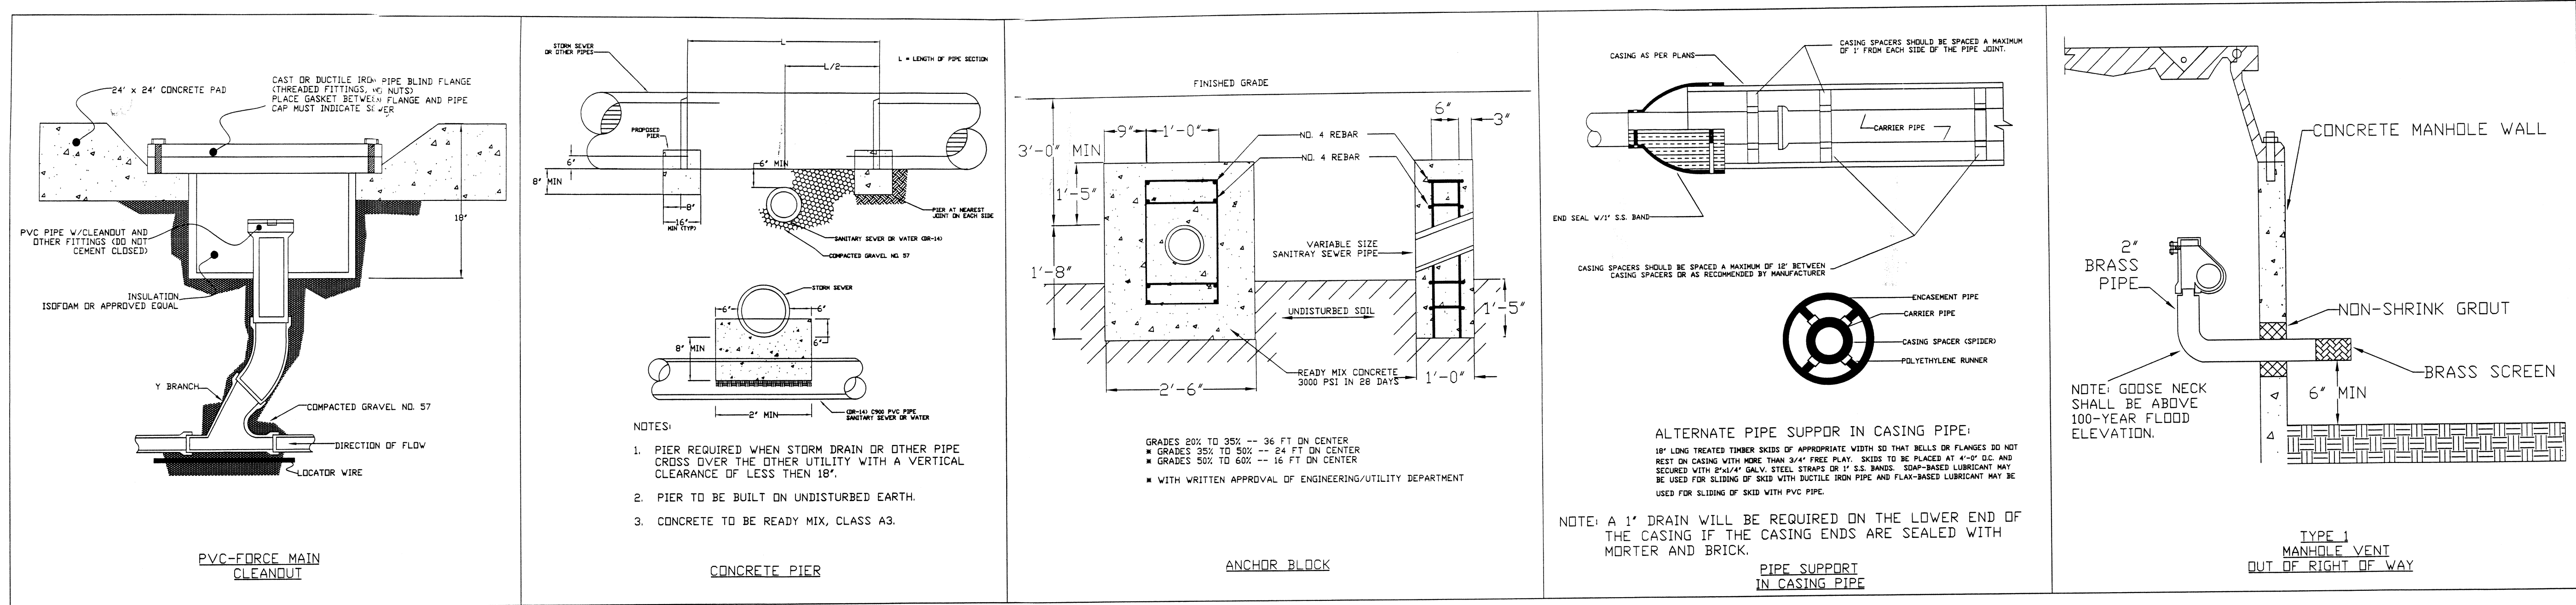 24' x 24' CONCRETE PAD
CAST OR DUCTILE IRON PIPE BLIND FLANGE
(THREADED FITTINGS, NO NUTS)
PLACE GASKET BETWEEN FLANGE AND PIPE
CAP MUST INDICATE SEWER
18"
PVC PIPE W/CLEANOUT AND
OTHER FITTINGS (DO NOT
CEMENT CLOSED)
INSULATION
ISOFOAM OR APPROVED EQUAL
Y BRANCH
COMPACTED GRAVEL NO. 57
DIRECTION OF FLOW
LOCATOR WIRE
PVC-FORCE MAIN
CLEANOUT
STORM SEWER
OR OTHER PIPES
L
L/2
L = LENGTH OF PIPE SECTION
PROPOSED
PIER
6"
8" MIN
6" MIN
8"
16"
MIN (TYP)
PIER AT NEAREST
JOINT ON EACH SIDE
SANITARY SEWER OR WATER (DR-14)
COMPACTED GRAVEL NO. 57
STORM SEWER
6"
6"
6"
8" MIN
2" MIN
(DR-14) C900 PVC PIPE
SANITARY SEWER OR WATER
NOTES:
1. PIER REQUIRED WHEN STORM DRAIN OR OTHER PIPE
CROSS OVER THE OTHER UTILITY WITH A VERTICAL
CLEARANCE OF LESS THEN 18".
2. PIER TO BE BUILT ON UNDISTURBED EARTH.
3. CONCRETE TO BE READY MIX, CLASS A3.
CONCRETE PIER
FINISHED GRADE
9"
1'-0"
6"
3"
NO. 4 REBAR
NO. 4 REBAR
3'-0" MIN
1'-5"
1'-8"
VARIABLE SIZE
SANITRAY SEWER PIPE
UNDISTURBED SOIL
1'-5"
READY MIX CONCRETE
3000 PSI IN 28 DAYS
2'-6"
1'-0"
GRADES 20% TO 35% -- 36 FT ON CENTER
* GRADES 35% TO 50% -- 24 FT ON CENTER
* GRADES 50% TO 60% -- 16 FT ON CENTER
* WITH WRITTEN APPROVAL OF ENGINEERING/UTILITY DEPARTMENT
ANCHOR BLOCK
CASING AS PER PLANS
CASING SPACERS SHOULD BE SPACED A MAXIMUM
OF 1' FROM EACH SIDE OF THE PIPE JOINT.
CARRIER PIPE
END SEAL W/1' S.S. BAND
CASING SPACERS SHOULD BE SPACED A MAXIMUM OF 12' BETWEEN
CASING SPACERS OR AS RECOMMENDED BY MANUFACTURER
ENCASEMENT PIPE
CARRIER PIPE
CASING SPACER (SPIDER)
POLYETHYLENE RUNNER
ALTERNATE PIPE SUPPOR IN CASING PIPE:
18" LONG TREATED TIMBER SKIDS OF APPROPRIATE WIDTH SO THAT BELLS OR FLANGES DO NOT
REST ON CASING WITH MORE THAN 3/4' FREE PLAY. SKIDS TO BE PLACED AT 4'-0" O.C. AND
SECURED WITH 2"x1/4" GALV. STEEL STRAPS OR 1" S.S. BANDS. SOAP-BASED LUBRICANT MAY
BE USED FOR SLIDING OF SKID WITH DUCTILE IRON PIPE AND FLAX-BASED LUBRICANT MAY BE
USED FOR SLIDING OF SKID WITH PVC PIPE.
NOTE: A 1" DRAIN WILL BE REQUIRED ON THE LOWER END OF
THE CASING IF THE CASING ENDS ARE SEALED WITH
MORTER AND BRICK.
PIPE SUPPORT
IN CASING PIPE
CONCRETE MANHOLE WALL
2"
BRASS
PIPE
NON-SHRINK GROUT
BRASS SCREEN
6" MIN
NOTE: GOOSE NECK
SHALL BE ABOVE
100-YEAR FLOOD
ELEVATION.
TYPE 1
MANHOLE VENT
OUT OF RIGHT OF WAY